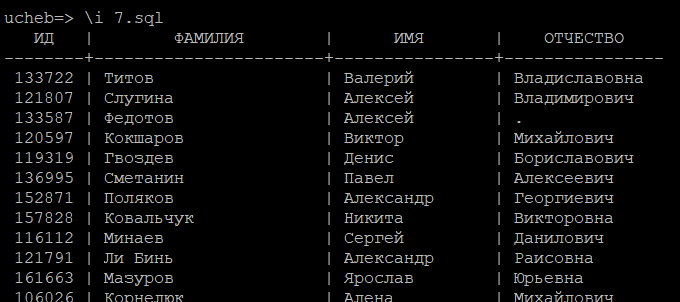 ucheb=> \i 7.sql
ИД | ФАМИЛИЯ | ИМЯ | ОТЧЕСТВО
--------+------------------------+----------------+----------------
133722 | Титов | Валерий | Владиславовна
121807 | Слугина | Алексей | Владимирович
133587 | Федотов | Алексей | .
120597 | Кокшаров | Виктор | Михайлович
119319 | Гвоздев | Денис | Бориславович
136995 | Сметанин | Павел | Алексеевич
152871 | Поляков | Александр | Георгиевич
157828 | Ковальчук | Никита | Викторовна
116112 | Минаев | Сергей | Данилович
121791 | Ли Бинь | Александр | Раисовна
161663 | Мазуров | Ярослав | Юрьевна
106026 | Корнелюк | Алена | Михайлович